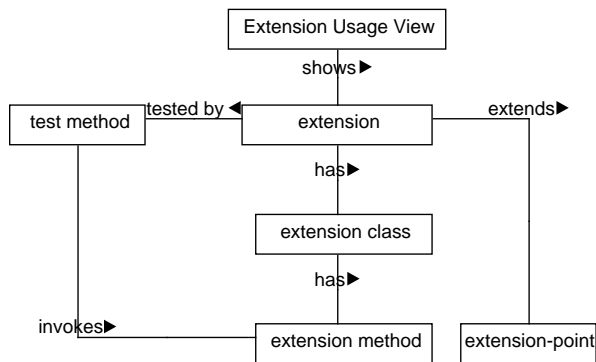 Extension Usage View
shows▶
test method
tested by◀
extension
extends▶
has▶
extension class
has▶
invokes▶
extension method
extension-point